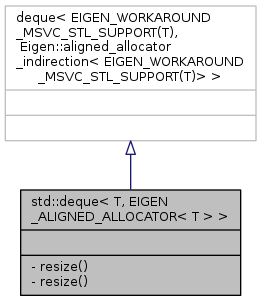 deque< EIGEN_WORKAROUND
_MSVC_STL_SUPPORT(T),
Eigen::aligned_allocator
_indirection< EIGEN_WORKAROUND
_MSVC_STL_SUPPORT(T)> >
std::deque< T, EIGEN
_ALIGNED_ALLOCATOR< T > >
- resize()
- resize()